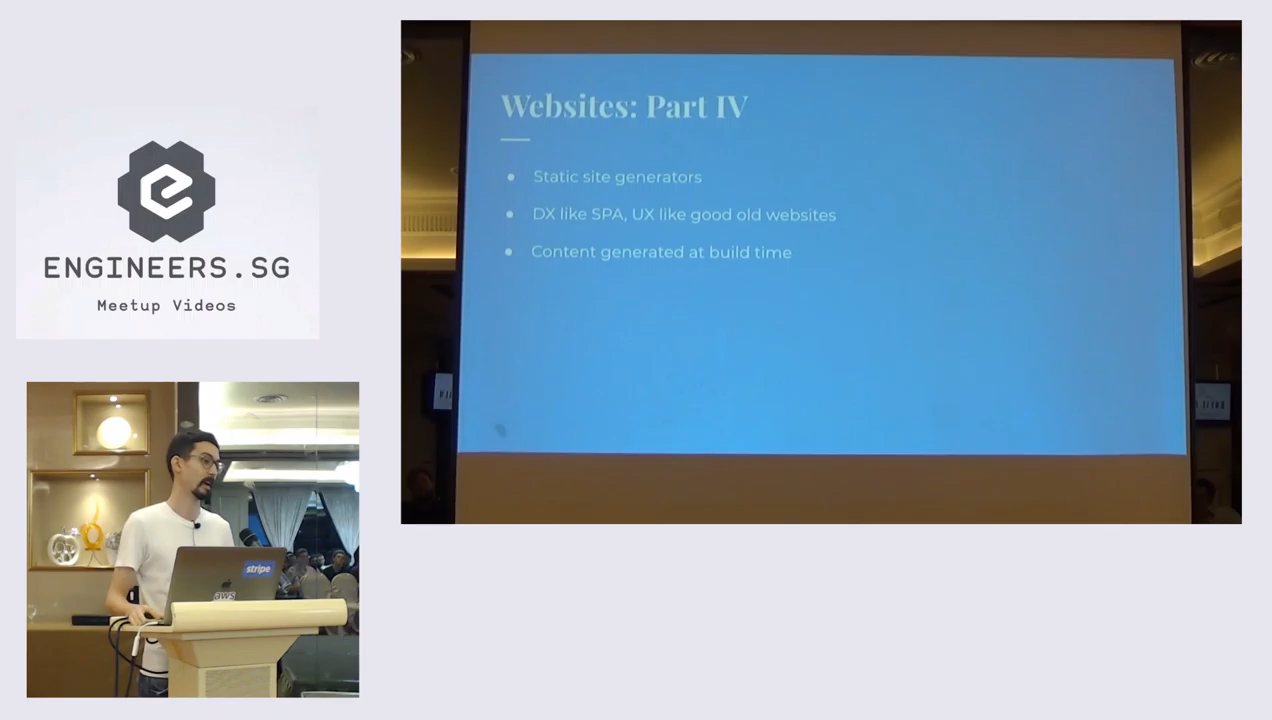 ENGINEERS.SG
Meetup Videos
Websites: Part IV
Static site generators
DX like SPA, UX like good old websites
Content generated at build time
stripe
aws